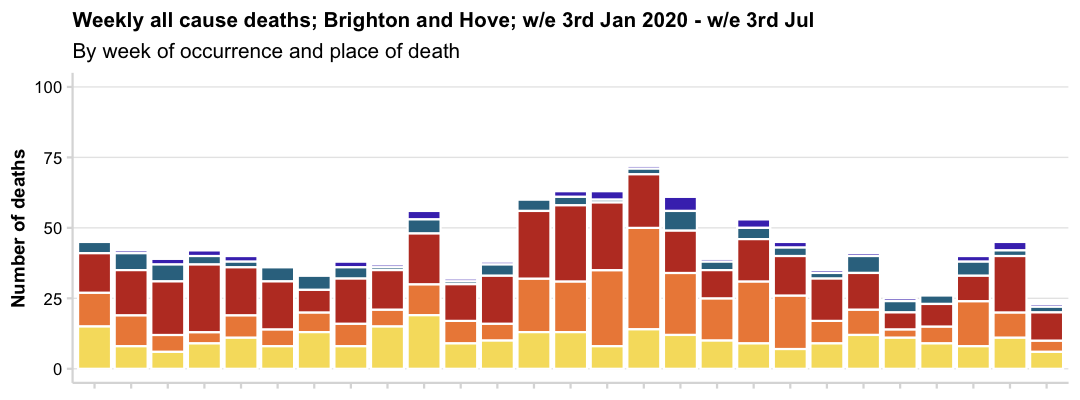 Weekly all cause deaths; Brighton and Hove; w/e 3rd Jan 2020 - w/e 3rd Jul
By week of occurrence and place of death
Number of deaths
100
75
50
25
0